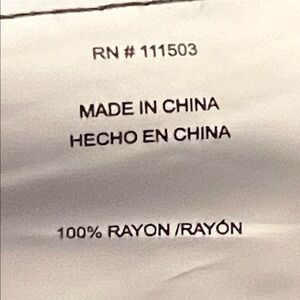 RN # 111503
MADE IN CHINA
HECHO EN CHINA
100% RAYON /RAYÓN